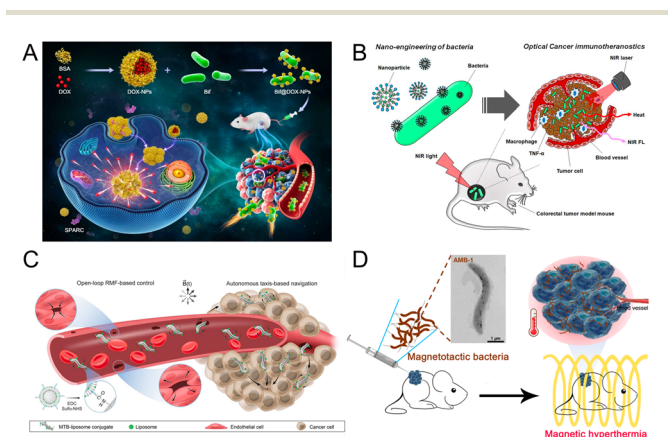 A
BSA
DOX
DOX-NPs
Bif
Bif@DOX-NPs
SPARC
B
Nano-engineering of bacteria
Optical Cancer immunotheranostics
Nanoparticle
Bacteria
NIR laser
Heat
NIR FL
Macrophage
TNF-α
Blood vessel
Tumor cell
NIR light
Colorectal tumor model mouse
C
Open-loop RMF-based control
B(t)
Autonomous taxis-based navigation
EDC
Sulfo-NHS
MTB-liposome conjugate
Liposome
Endothelial cell
Cancer cell
D
AMB-1
1 μm
Magnetotactic bacteria
vessel
Magnetic hyperthermia